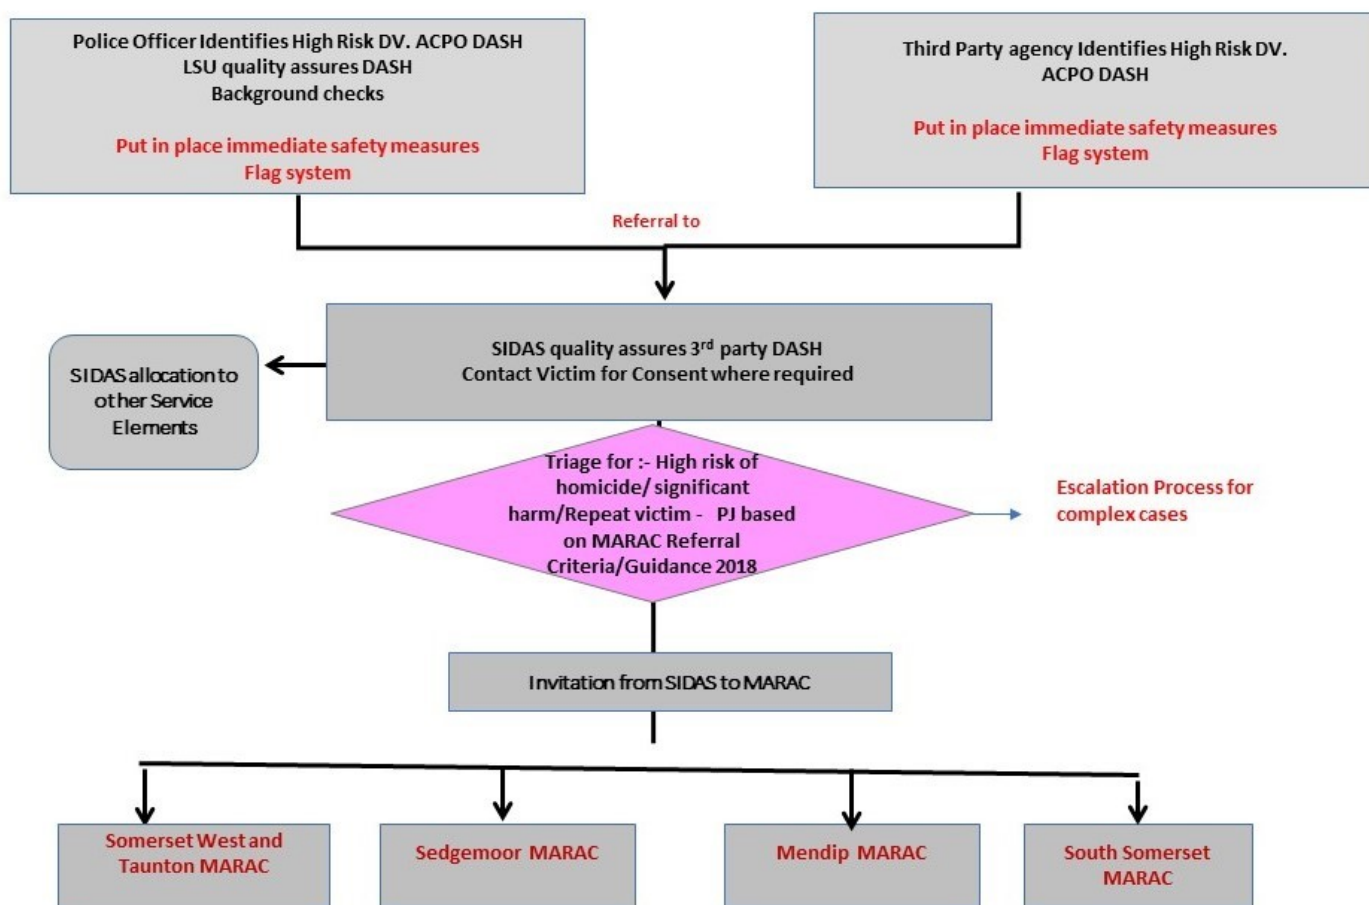 Police Officer Identifies High Risk DV. ACPO DASH
LSU quality assures DASH
Background checks
Put in place immediate safety measures
Flag system
Third Party agency Identifies High Risk DV.
ACPO DASH
Put in place immediate safety measures
Flag system
Referral to
SIDAS quality assures 3rd party DASH
Contact Victim for Consent where required
SIDAS allocation to
other Service
Elements
Triage for :- High risk of
homicide/ significant
harm/Repeat victim -   PJ based
on MARAC Referral
Criteria/Guidance 2018
Escalation Process for
complex cases
Invitation from SIDAS to MARAC
Somerset West and
Taunton MARAC
Sedgemoor MARAC
Mendip MARAC
South Somerset
MARAC